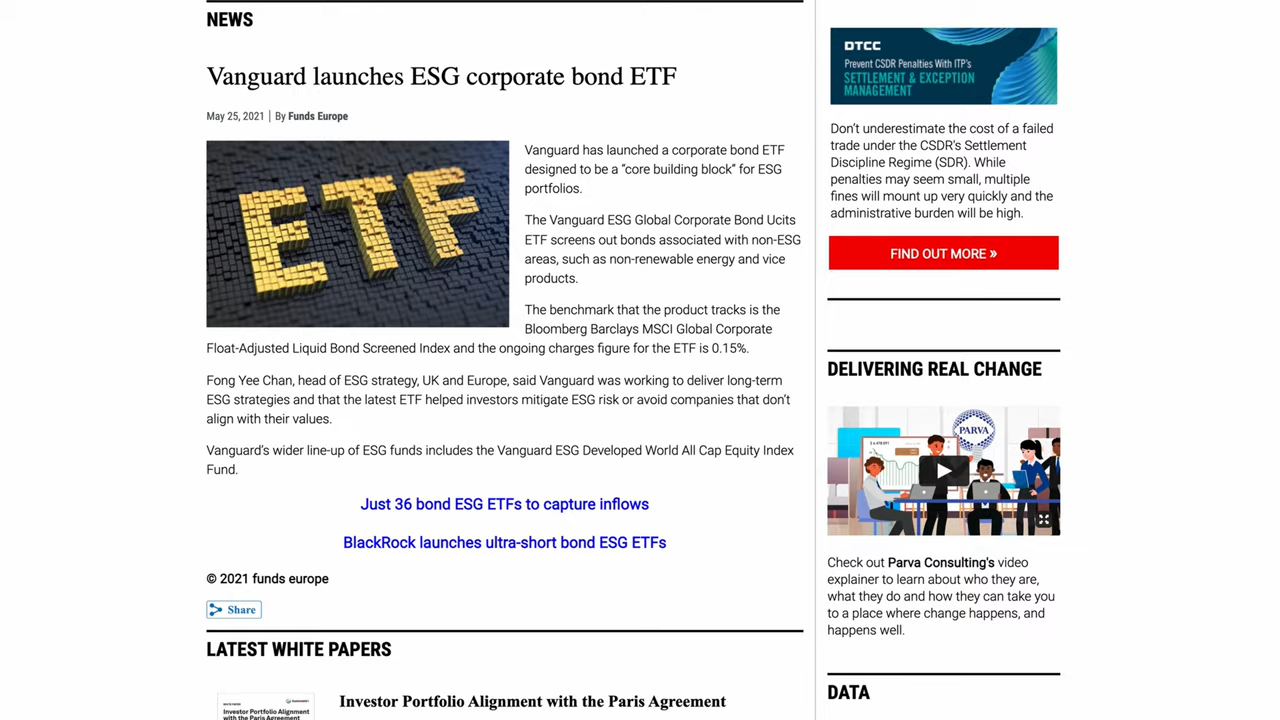 NEWS
Vanguard launches ESG corporate bond ETF
May 25, 2021 | By Funds Europe
ETF
Vanguard has launched a corporate bond ETF
designed to be a “core building block” for ESG
portfolios.
The Vanguard ESG Global Corporate Bond Ucits
ETF screens out bonds associated with non-ESG
areas, such as non-renewable energy and vice
products.
The benchmark that the product tracks is the
Bloomberg Barclays MSCI Global Corporate
Float-Adjusted Liquid Bond Screened Index and the ongoing charges figure for the ETF is 0.15%.
Fong Yee Chan, head of ESG strategy, UK and Europe, said Vanguard was working to deliver long-term
ESG strategies and that the latest ETF helped investors mitigate ESG risk or avoid companies that don’t
align with their values.
Vanguard’s wider line-up of ESG funds includes the Vanguard ESG Developed World All Cap Equity Index
Fund.
Just 36 bond ESG ETFs to capture inflows
BlackRock launches ultra-short bond ESG ETFs
© 2021 funds europe
Share
LATEST WHITE PAPERS
Investor Portfolio Alignment
with the Paris Agreement
Investor Portfolio Alignment with the Paris Agreement
DTCC
Prevent CSDR Penalties With ITP’s
SETTLEMENT & EXCEPTION
MANAGEMENT
Don’t underestimate the cost of a failed
trade under the CSDR's Settlement
Discipline Regime (SDR). While
penalties may seem small, multiple
fines will mount up very quickly and the
administrative burden will be high.
FIND OUT MORE »
DELIVERING REAL CHANGE
PARVA
Check out Parva Consulting's video
explainer to learn about who they are,
what they do and how they can take you
to a place where change happens, and
happens well.
DATA